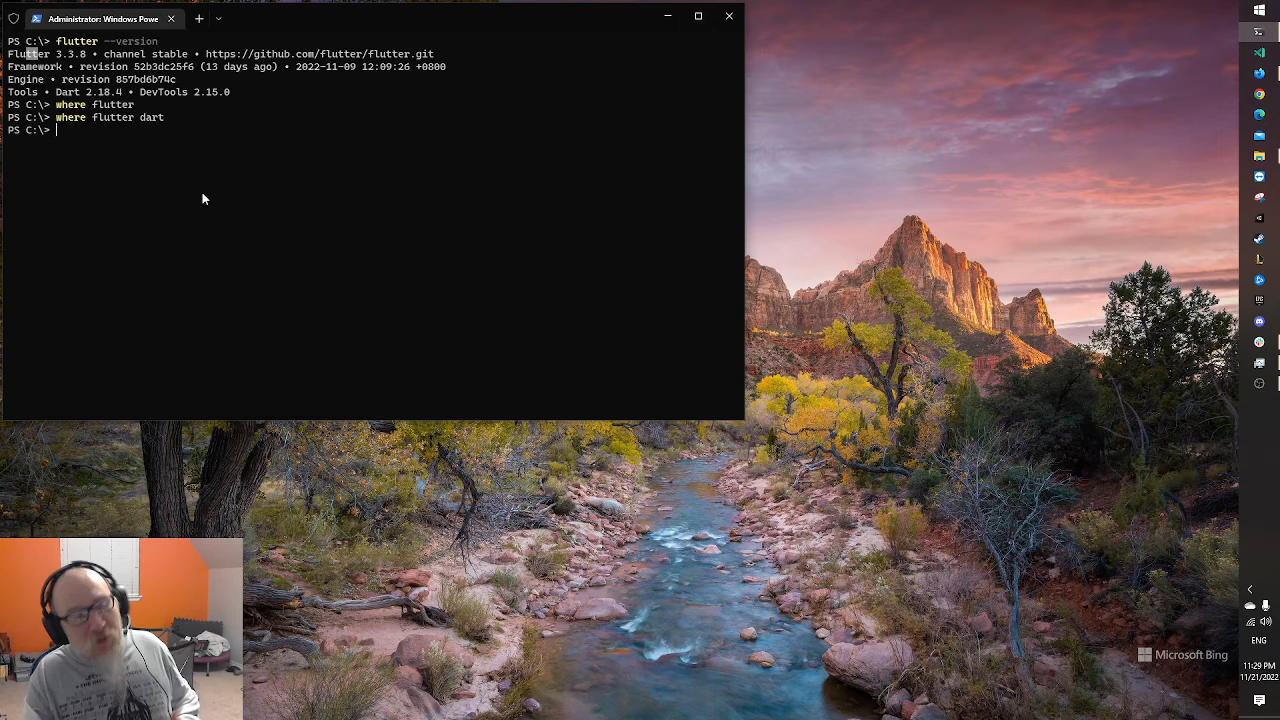 Administrator: Windows Powe
PS C:\> flutter --version
Flutter 3.3.8 • channel stable • https://github.com/flutter/flutter.git
Framework • revision 52b3dc25f6 (13 days ago) • 2022-11-09 12:09:26 +0800
Engine • revision 857bd6b74c
Tools • Dart 2.18.4 • DevTools 2.15.0
PS C:\> where flutter
PS C:\> where flutter dart
PS C:\>
Microsoft Bing
ENG
11:29 PM
11/21/2022